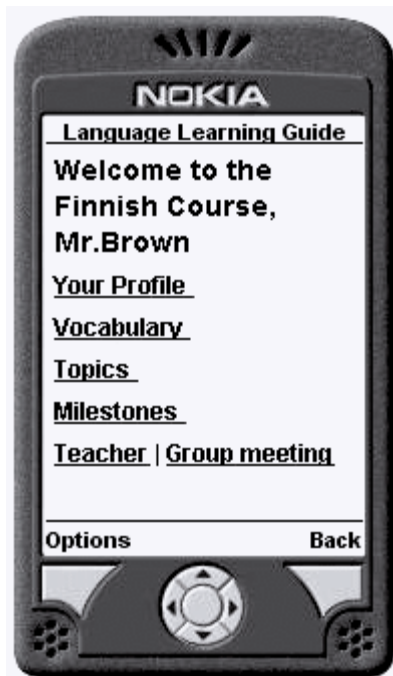 NOKIA
Language Learning Guide
Welcome to the
Finnish Course,
Mr.Brown
Your Profile
Vocabulary
Topics
Milestones
Teacher | Group meeting
Options Back